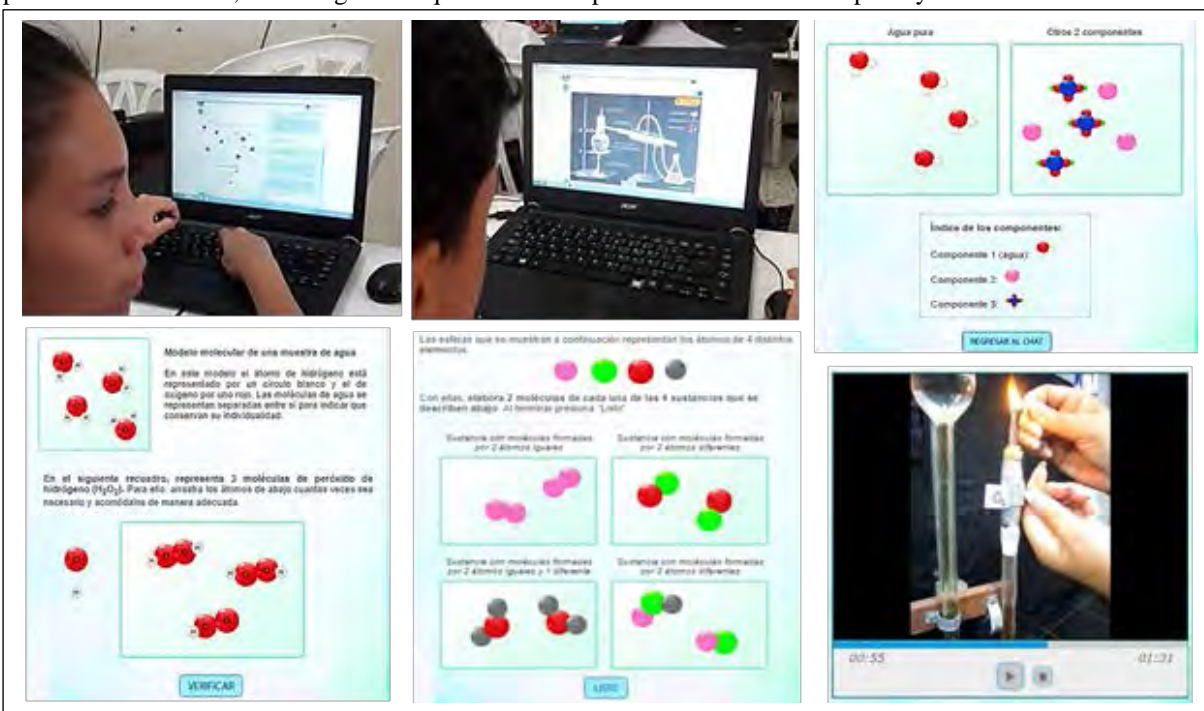 Agua pura
Otros 2 componentes
Índice de los componentes:
Componente 1 (agua):
Componente 2:
Componente 3:
REGRESAR AL CHAT
Modelo molecular de una muestra de agua
En este modelo el átomo de hidrógeno está
representado por un círculo blanco y el de
oxígeno por uno rojo. Las moléculas de agua se
representan separadas entre sí para indicar que
conservan su individualidad.
En el siguiente recuadro, representa 3 moléculas de peróxido de
hidrógeno (H₂O₂). Para ello, arrastra los átomos de abajo cuantas veces sea
necesario y acomódalos de manera adecuada.
VERIFICAR
Las esferas que se muestran a continuación representan los átomos de 4 distintos
elementos.
Con ellas, elabora 2 moléculas de cada una de las 4 sustancias que se
describen abajo. Al terminar presiona "Listo"
Sustancia con moléculas formadas
por 2 átomos iguales
Sustancia con moléculas formadas
por 2 átomos diferentes
Sustancia con moléculas formadas
por 2 átomos iguales y 1 diferente
Sustancia con moléculas formadas
por 3 átomos diferentes
LISTO
00:55
01:31